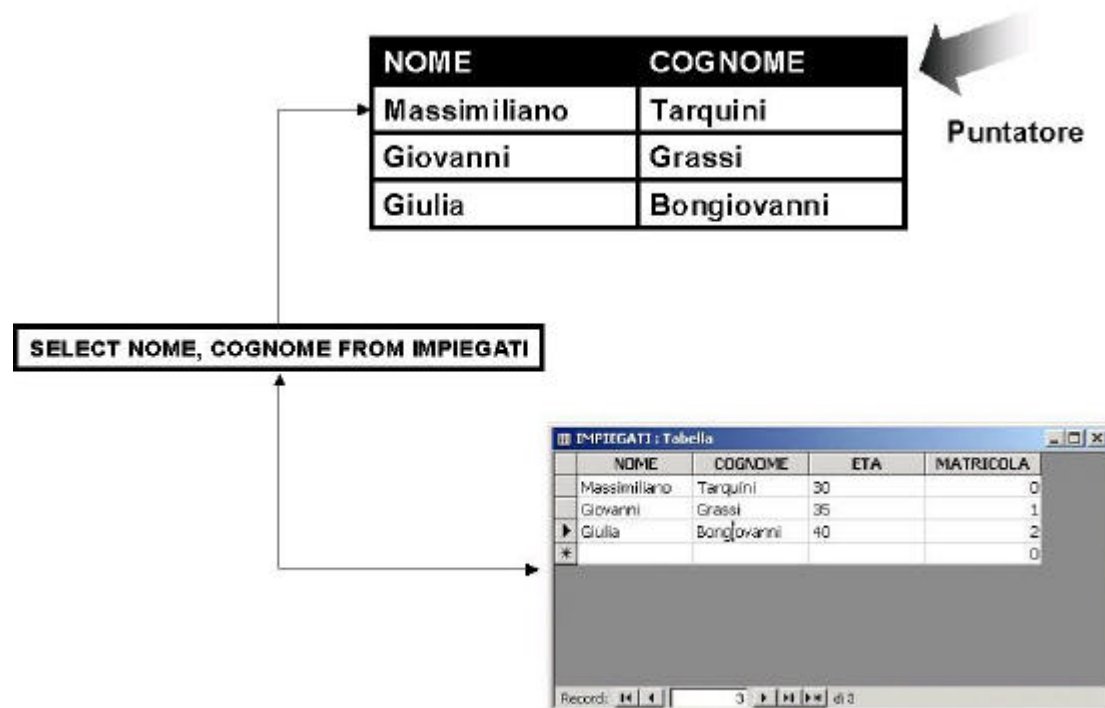 NOME COGNOME
Massimiliano Tarquini
Giovanni Grassi
Giulia Bongiovanni
Puntatore
SELECT NOME, COGNOME FROM IMPIEGATI
IMPIEGATI : Tabella
NOME COGNOME ETA MATRICOLA
Massimiliano Tarquini 30 0
Giovanni Grassi 35 1
Giulia Bongiovanni 40 2
0
Record: 3 di 3